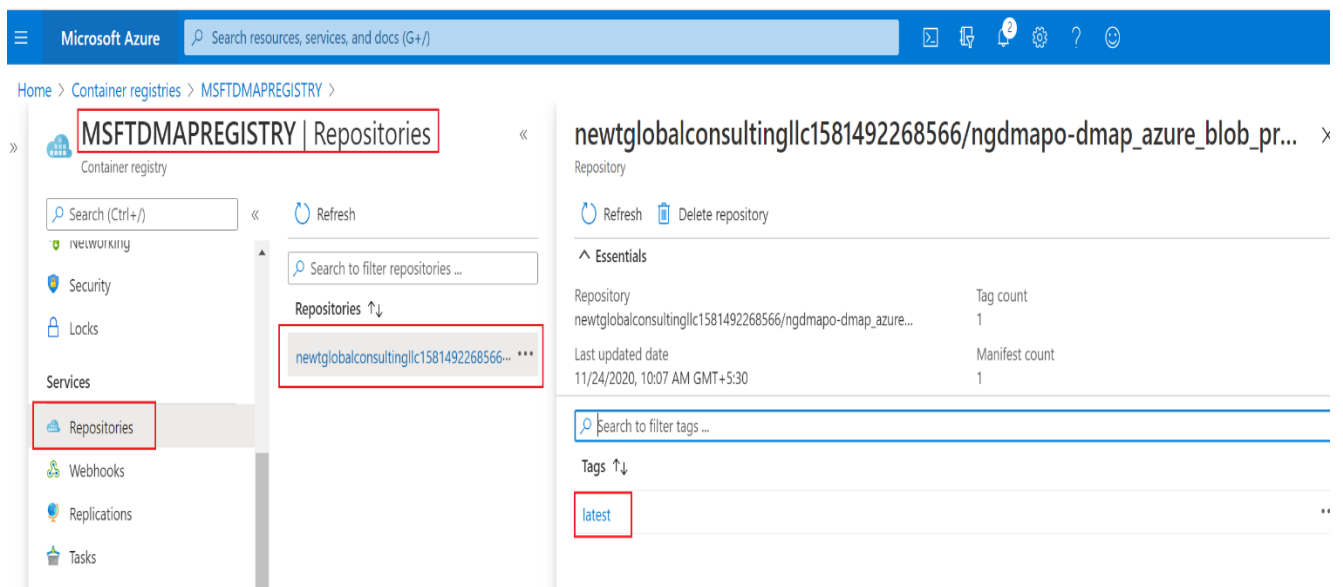 Microsoft Azure
Search resources, services, and docs (G+/)
2
Home > Container registries > MSFTDMAPREGISTRY >
MSFTDMAPREGISTRY | Repositories
Container registry
Search (Ctrl+/)
Networking
Security
Locks
Services
Repositories
Webhooks
Replications
Tasks
Refresh
Search to filter repositories ...
Repositories
newtglobalconsultingllc1581492268566...
newtglobalconsultingllc1581492268566/ngdmapo-dmap_azure_blob_pr...
Repository
Refresh
Delete repository
Essentials
Repository
newtglobalconsultingllc1581492268566/ngdmapo-dmap_azure...
Tag count
1
Last updated date
11/24/2020, 10:07 AM GMT+5:30
Manifest count
1
Search to filter tags ...
Tags
latest